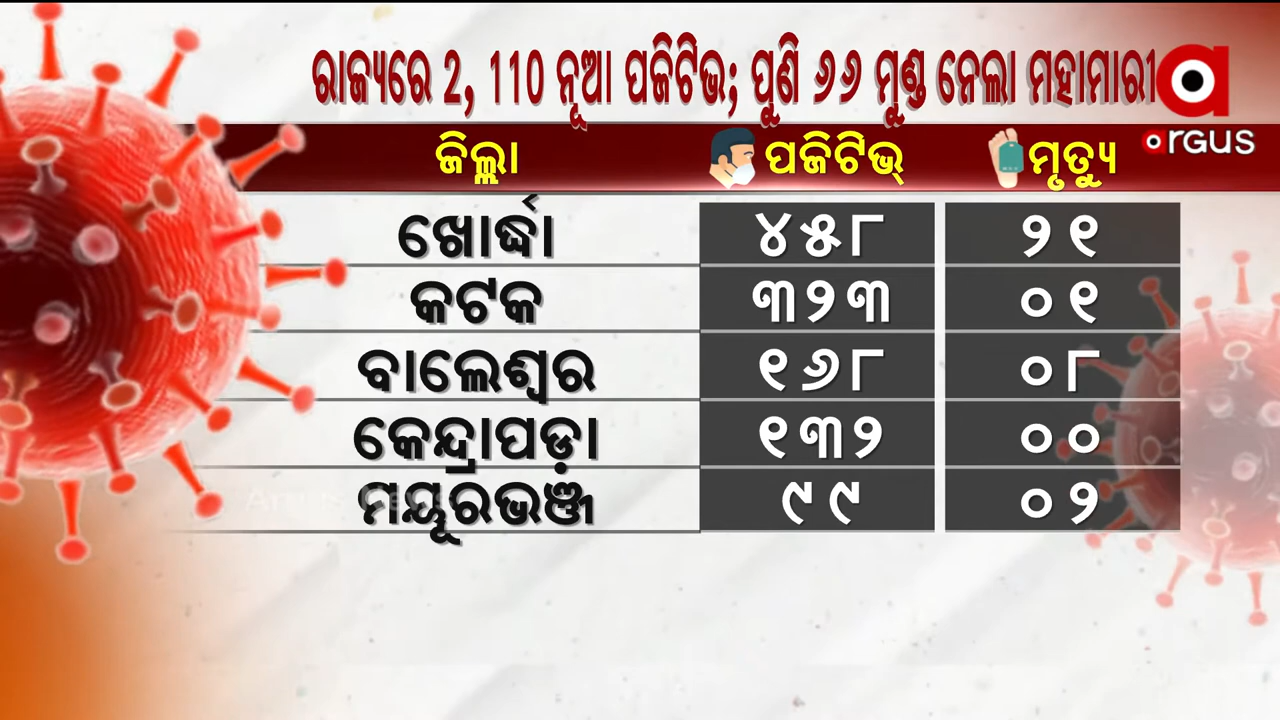 ରାଜ୍ୟରେ 2, 110 ନୂଆ ପଜିଟିଭ; ପୁଣି ୬୬ ମୁଣ୍ଡ ନେଲା ମହାମାରୀ
argus
ଜିଲ୍ଲା ପଜିଟିଭ୍ ମୃତ୍ୟୁ
ଖୋର୍ଦ୍ଧା ୪୫୮ ୨୧
କଟକ ୩୨୩ ୦୧
ବାଲେଶ୍ୱର ୧୬୮ ୦୮
କେନ୍ଦ୍ରାପଡ଼ା ୧୩୨ ୦୦
ମୟୂରଭଞ୍ଜ ୯୯ ୦୨